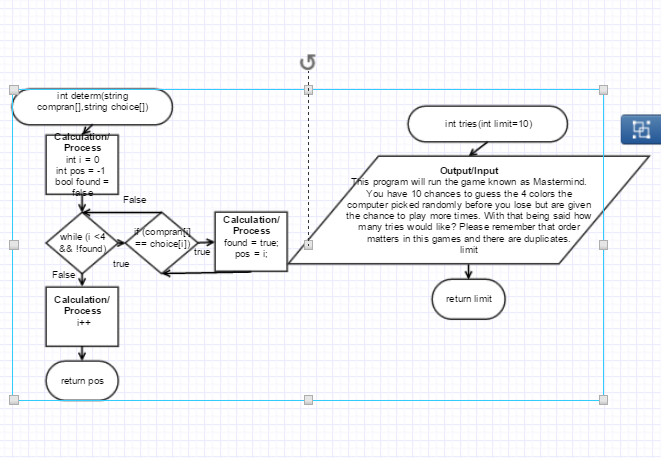 int determ(string
compran[],string choice[])
Calculation/
Process
int i = 0
int pos = -1
bool found =
false
False
while (i <4
&& !found)
true
if (compran[i]
== choice[i])
true
Calculation/
Process
found = true;
pos = i;
False
Calculation/
Process
i++
return pos
int tries(int limit=10)
Output/Input
This program will run the game known as Mastermind.
You have 10 chances to guess the 4 colors the
computer picked randomly before you lose but are given
the chance to play more times. With that being said how
many tries would like? Please remember that order
matters in this games and there are duplicates.
limit
return limit